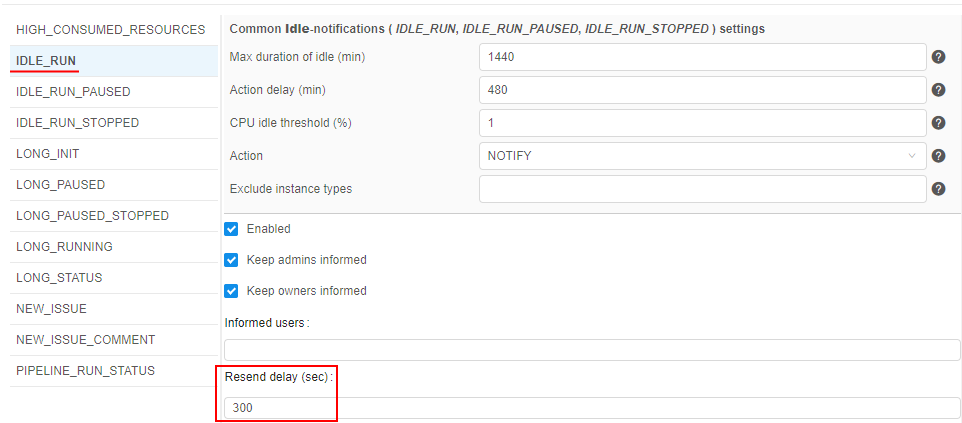 HIGH_CONSUMED_RESOURCES
IDLE_RUN
IDLE_RUN_PAUSED
IDLE_RUN_STOPPED
LONG_INIT
LONG_PAUSED
LONG_PAUSED_STOPPED
LONG_RUNNING
LONG_STATUS
NEW_ISSUE
NEW_ISSUE_COMMENT
PIPELINE_RUN_STATUS
Common Idle-notifications ( IDLE_RUN, IDLE_RUN_PAUSED, IDLE_RUN_STOPPED ) settings
Max duration of idle (min) 1440 ?
Action delay (min) 480 ?
CPU idle threshold (%) 1 ?
Action NOTIFY ?
Exclude instance types ?
Enabled
Keep admins informed
Keep owners informed
Informed users :
Resend delay (sec) :
300